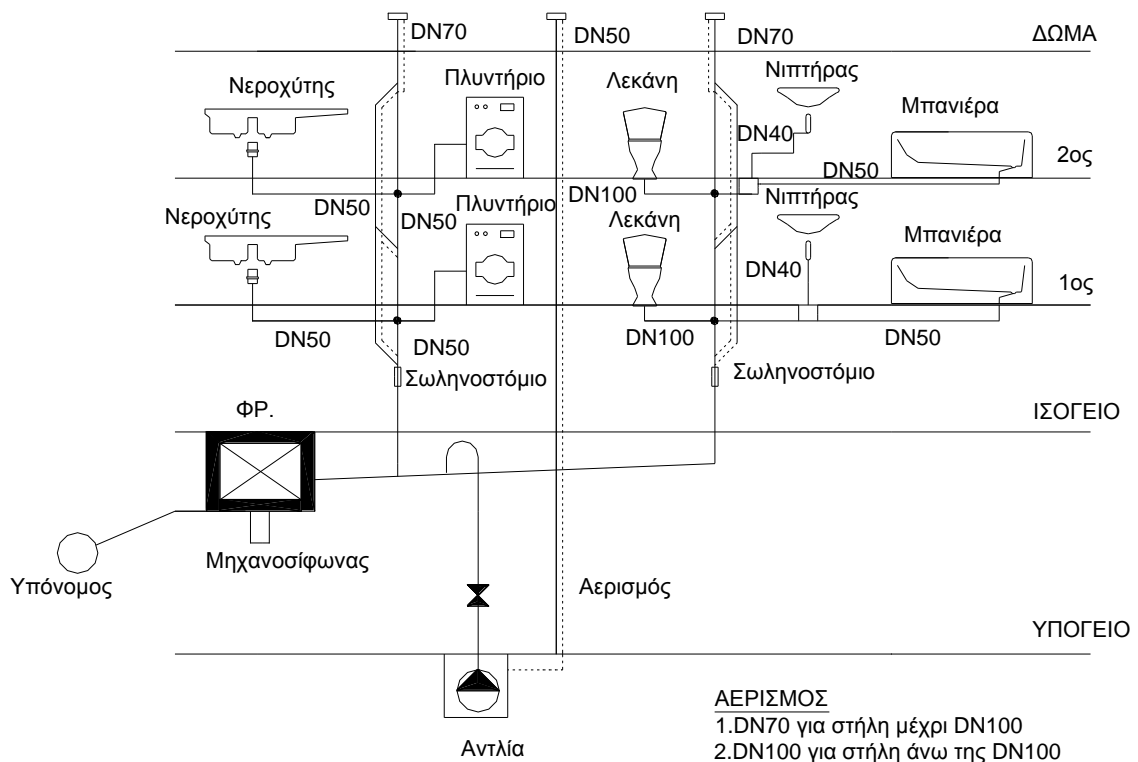 DN70
DN50
DN70
ΔΩΜΑ
Νεροχύτης
Πλυντήριο
Λεκάνη
Νιπτήρας
Μπανιέρα
DN40
2ος
DN50
DN50
DN50
DN100
Νεροχύτης
Πλυντήριο
Λεκάνη
Νιπτήρας
Μπανιέρα
DN40
1ος
DN50
DN50
DN100
DN50
Σωληνοστόμιο
Σωληνοστόμιο
ΦΡ.
ΙΣΟΓΕΙΟ
Μηχανοσίφωνας
Υπόνομος
Αερισμός
ΥΠΟΓΕΙΟ
Αντλία
ΑΕΡΙΣΜΟΣ
1.DN70 για στήλη μέχρι DN100
2.DN100 για στήλη άνω της DN100